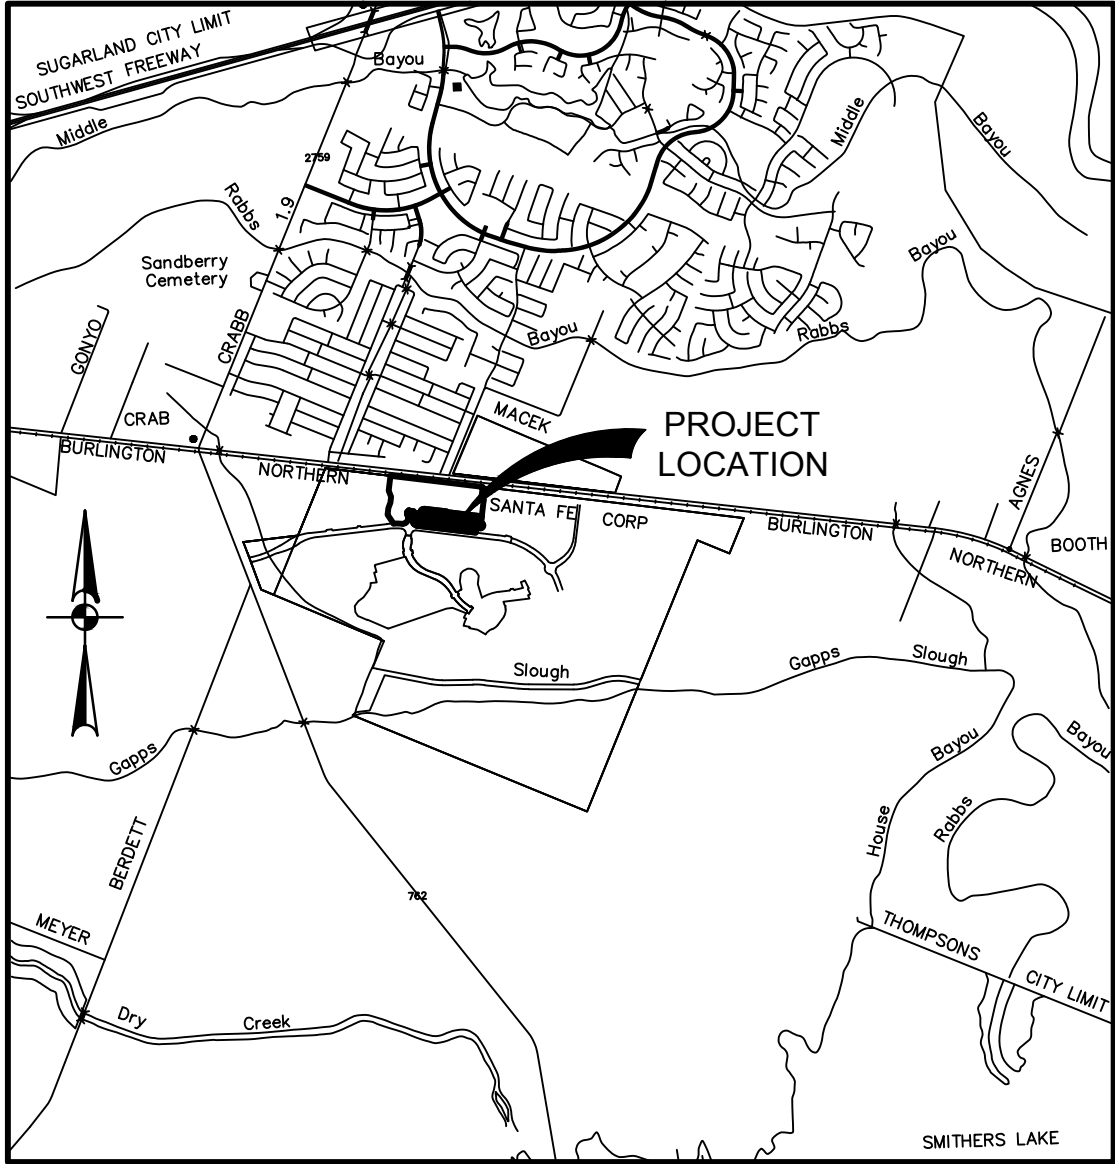 SUGARLAND CITY LIMIT
SOUTHWEST FREEWAY
Bayou
Middle
Middle
Bayou
2759
Rabbs
1.9
Sandberry
Cemetery
Bayou
GONYO
CRABB
Bayou
Rabbs
CRAB
MACEK
PROJECT
LOCATION
BURLINGTON
NORTHERN
SANTA FE
CORP
BURLINGTON
AGNES
NORTHERN
BOOTH
Slough
Gapps
Slough
Gapps
Bayou
Bayou
House
Rabbs
BERDETT
762
MEYER
THOMPSONS
CITY LIMIT
Dry
Creek
SMITHERS LAKE